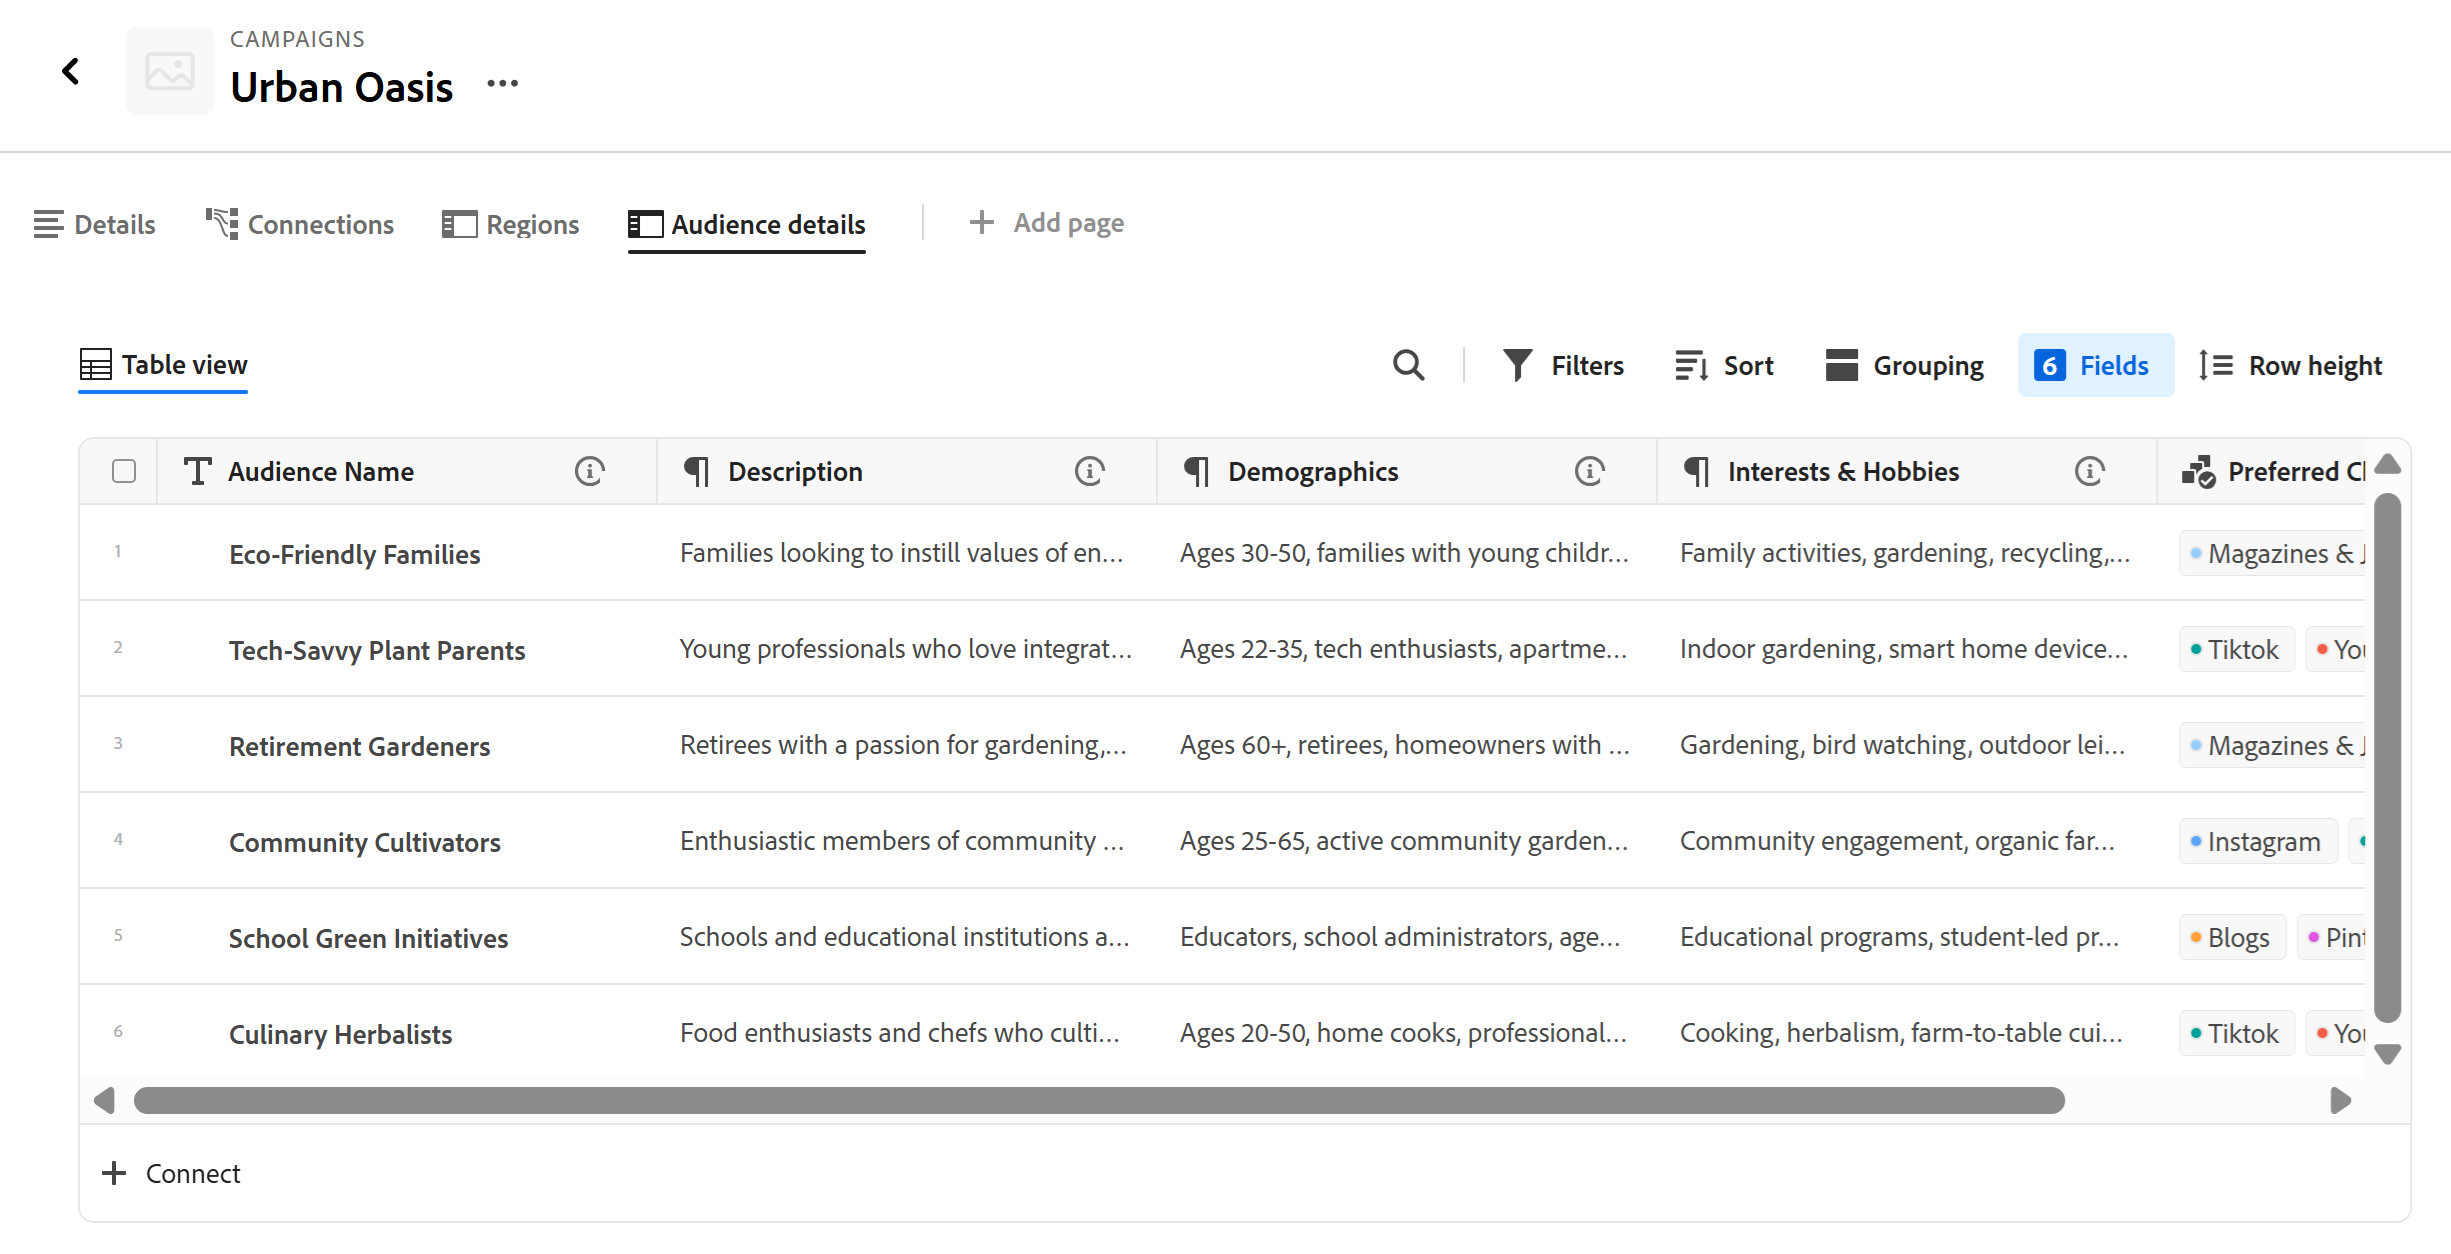 CAMPAIGNS
Urban Oasis
Details Connections Regions Audience details Add page
Table view Filters Sort Grouping 6 Fields Row height
Audience Name Description Demographics Interests & Hobbies Preferred
1 Eco-Friendly Families Families looking to instill values of en... Ages 30-50, families with young childr... Family activities, gardening, recycling,... Magazines &
2 Tech-Savvy Plant Parents Young professionals who love integrat... Ages 22-35, tech enthusiasts, apartme... Indoor gardening, smart home device... Tiktok
3 Retirement Gardeners Retirees with a passion for gardening,... Ages 60+, retirees, homeowners with ... Gardening, bird watching, outdoor lei... Magazines &
4 Community Cultivators Enthusiastic members of community ... Ages 25-65, active community garden... Community engagement, organic far... Instagram
5 School Green Initiatives Schools and educational institutions a... Educators, school administrators, age... Educational programs, student-led pr... Blogs
6 Culinary Herbalists Food enthusiasts and chefs who culti... Ages 20-50, home cooks, professional... Cooking, herbalism, farm-to-table cui... Tiktok
Connect